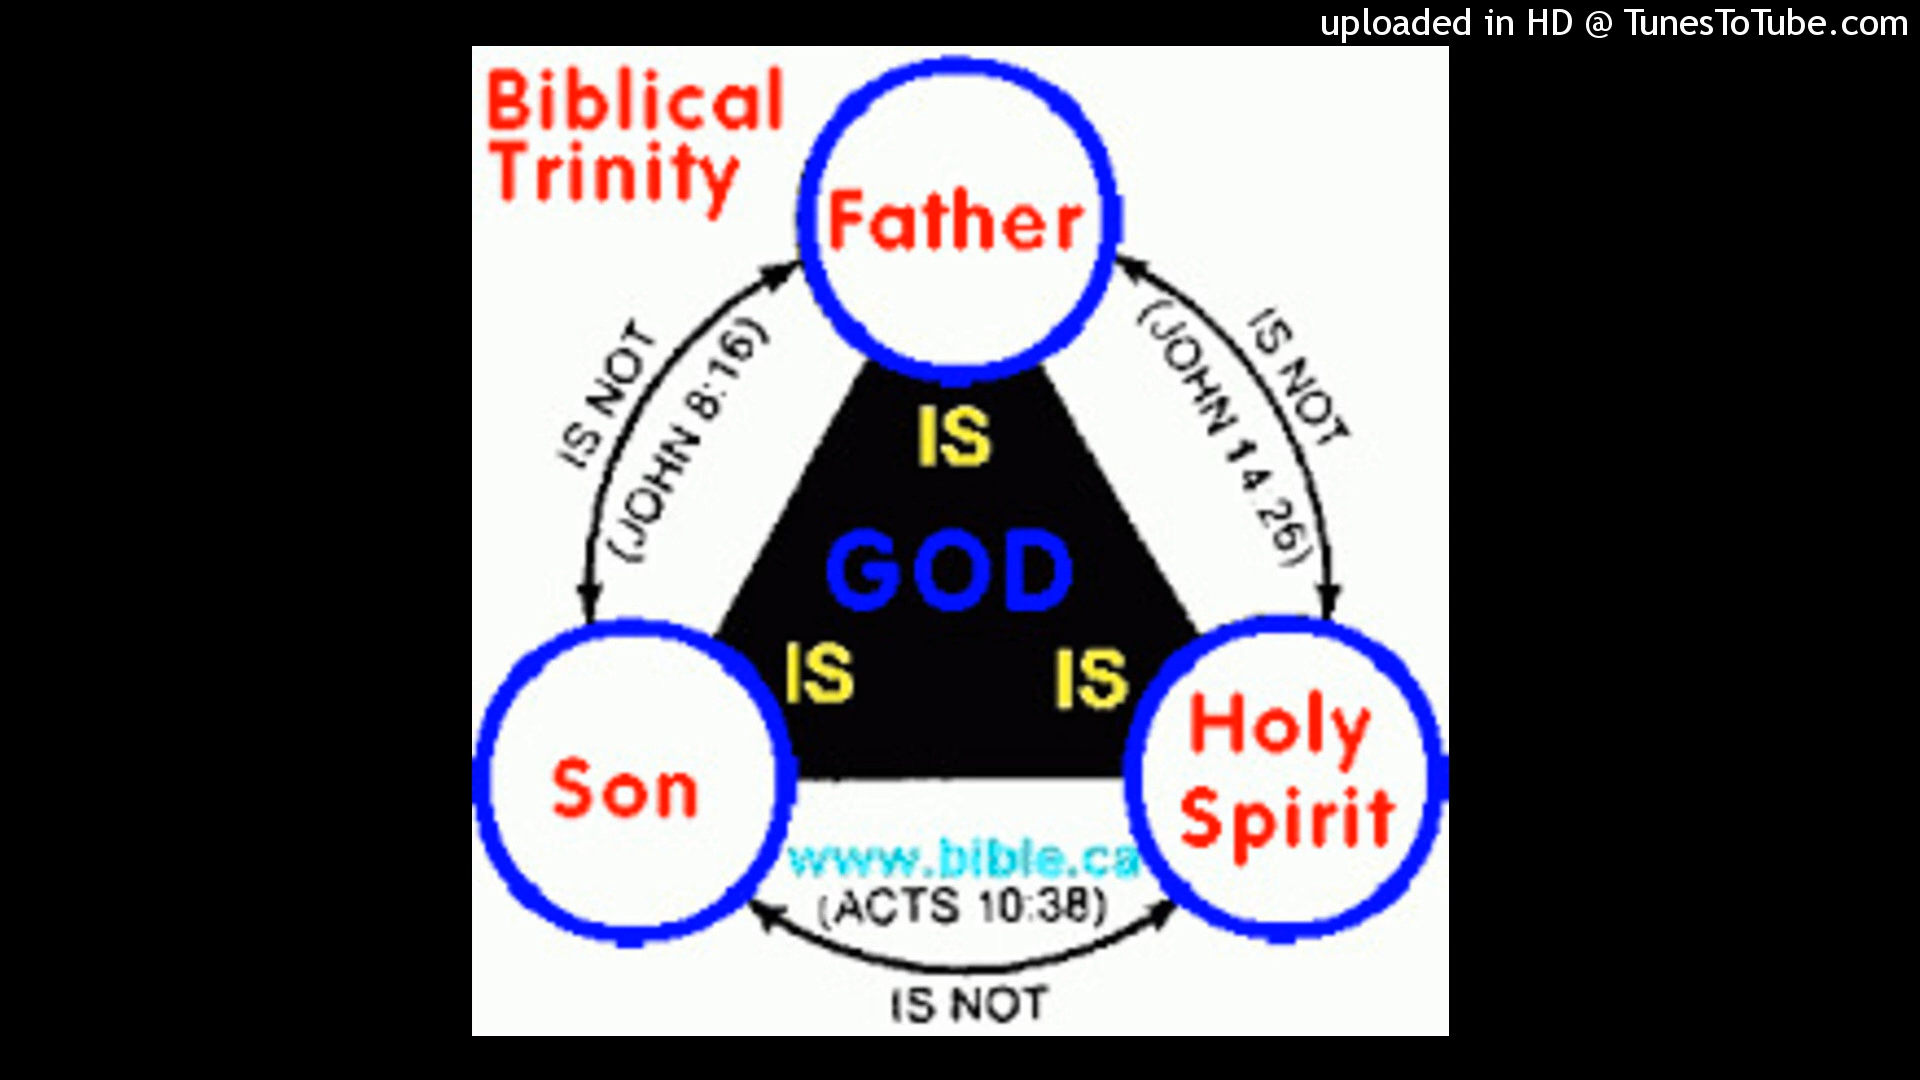 uploaded in HD @ TunesToTube.com
Biblical
Trinity
Father
IS NOT
(JOHN 8:16)
(JOHN 14.26)
IS NOT
IS
GOD
IS
IS
Son
Holy
Spirit
www.bible.ca
(ACTS 10:38)
IS NOT